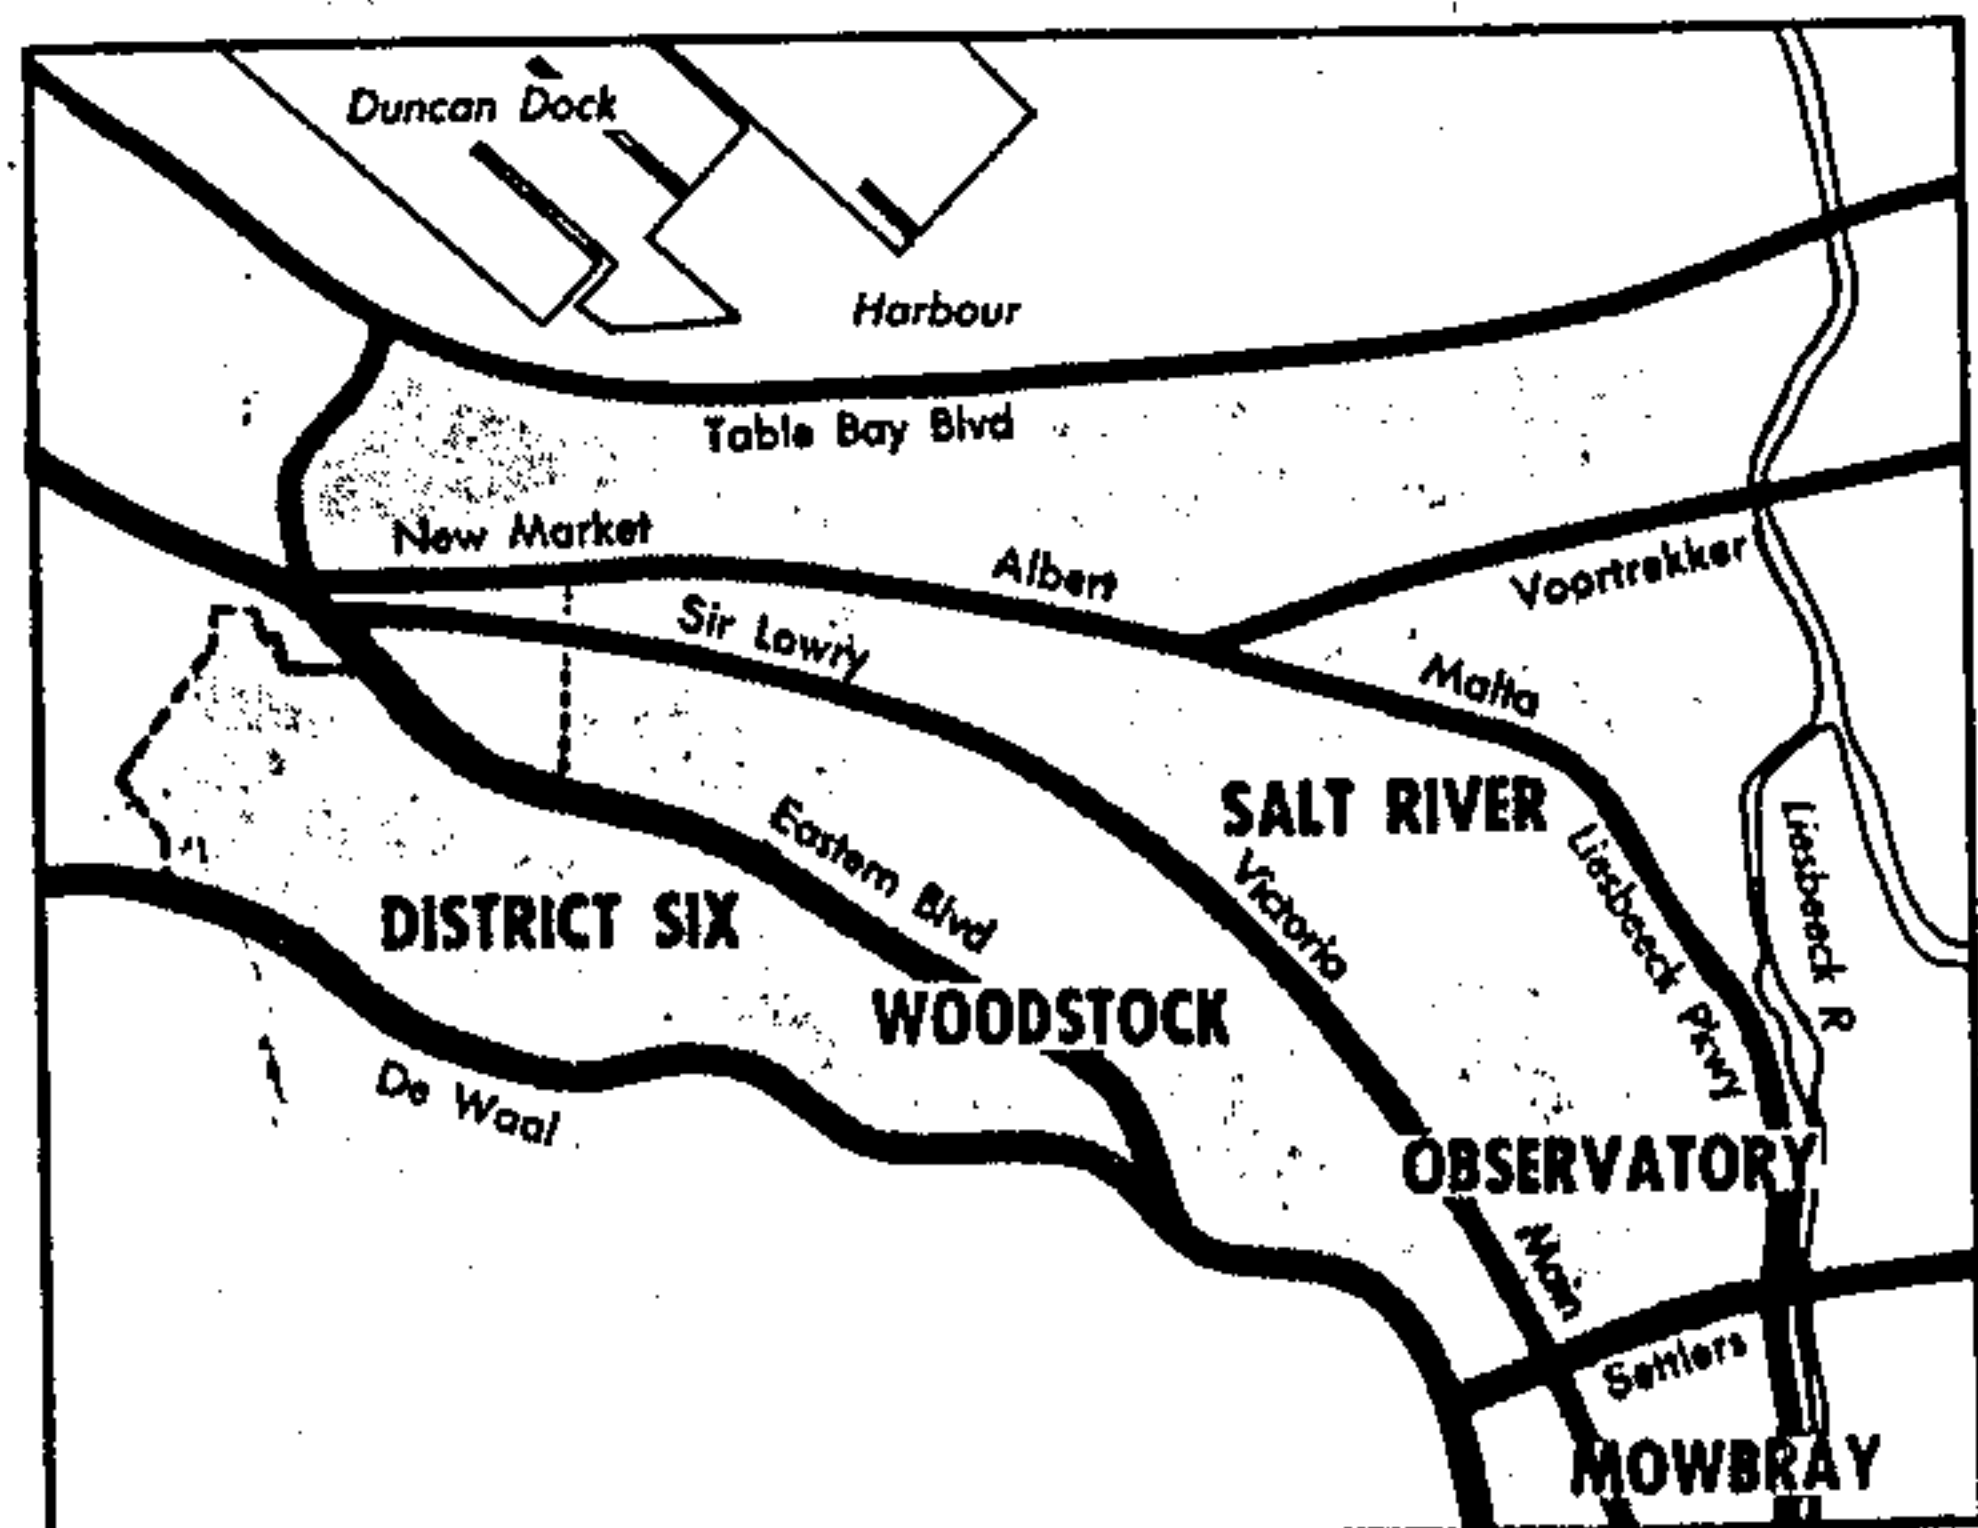 Duncan Dock
Harbour
Table Bay Blvd
New Market
Albert
Voortrekker
Sir Lowry
Malta
SALT RIVER
Eastern Blvd
Victoria
Liesbeeck Pkwy
Liesbeeck R
DISTRICT SIX
WOODSTOCK
De Waal
OBSERVATORY
Main
Settlers
MOWBRAY